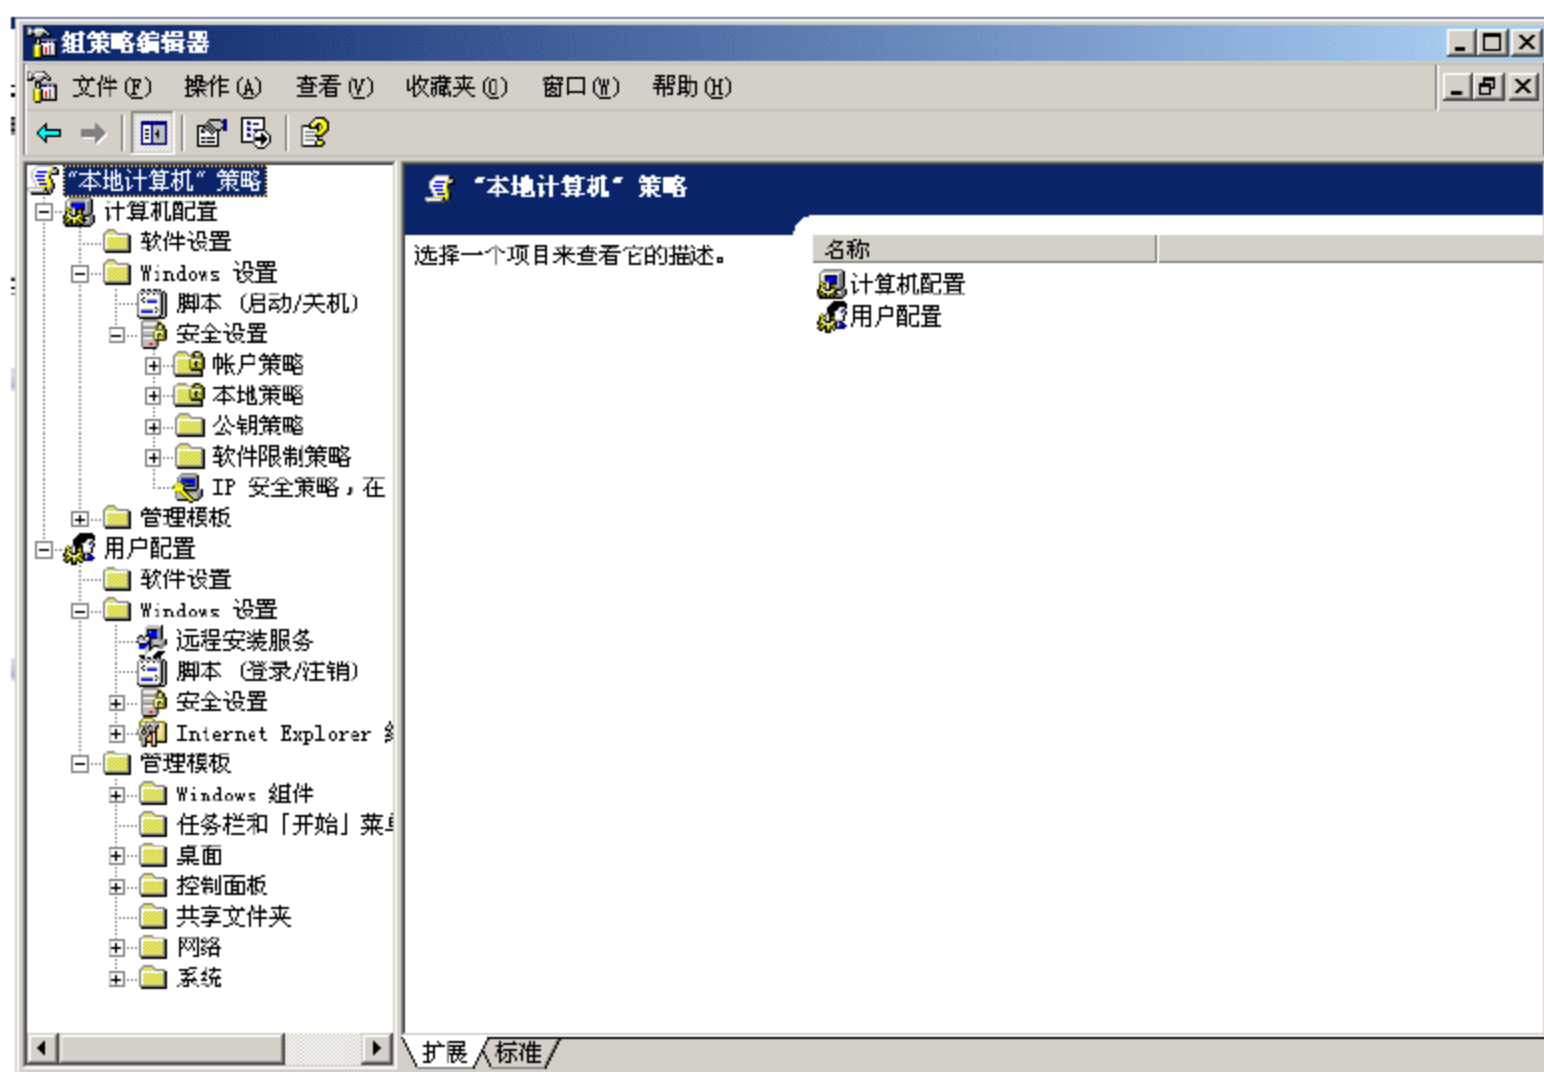 组策略编辑器
文件(F) 操作(A) 查看(V) 收藏夹(O) 窗口(W) 帮助(H)
"本地计算机" 策略
计算机配置
软件设置
Windows 设置
脚本 (启动/关机)
安全设置
帐户策略
本地策略
公钥策略
软件限制策略
IP 安全策略，在
管理模板
用户配置
软件设置
Windows 设置
远程安装服务
脚本 (登录/注销)
安全设置
Internet Explorer
管理模板
Windows 组件
任务栏和「开始」菜单
桌面
控制面板
共享文件夹
网络
系统
"本地计算机" 策略
选择一个项目来查看它的描述。
名称
计算机配置
用户配置
扩展 标准